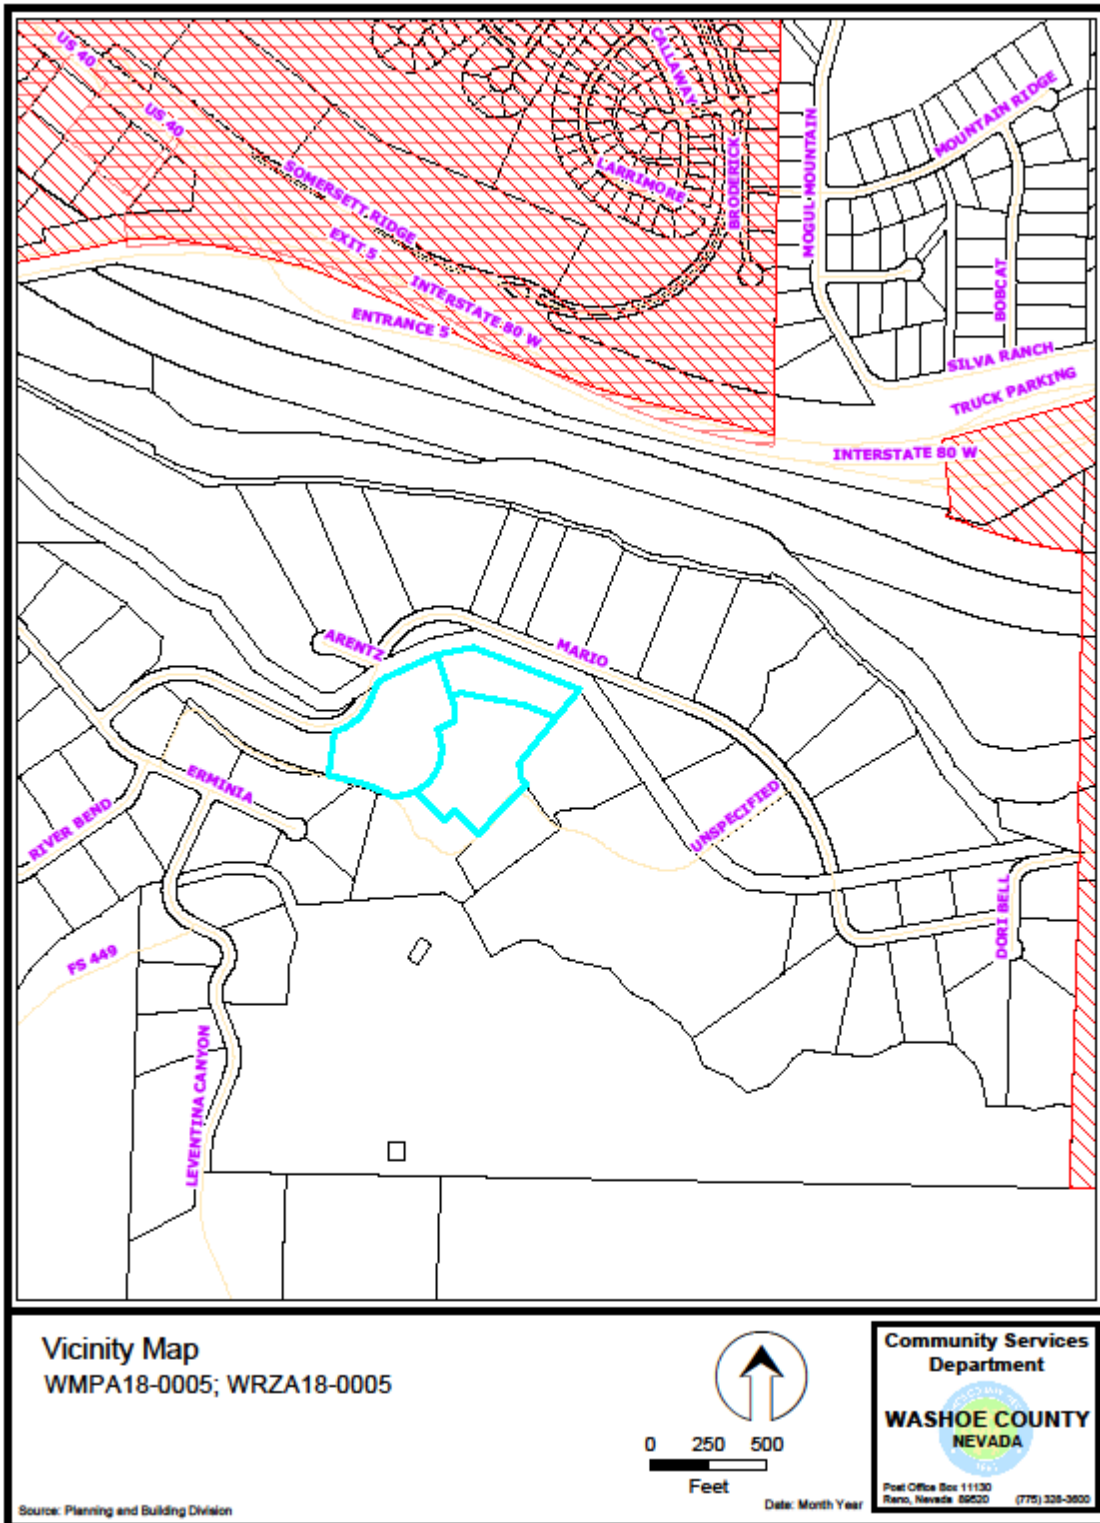 US 40
US 40
SOMERSETT RIDGE
EXIT 5
INTERSTATE 80 W
ENTRANCE 5
CALLAWAY
LARRIMORE
BRODERICK
MOGUL MOUNTAIN
MOUNTAIN RIDGE
BOBCAT
SILVA RANCH
TRUCK PARKING
INTERSTATE 80 W
ARENTZ
MARIO
ERMINIA
RIVER BEND
UNSPECIFIED
DORI BELL
FS 449
LEVENTINA CANYON
Vicinity Map
WMPA18-0005; WRZA18-0005
0 250 500
Feet
Source: Planning and Building Division
Date: Month Year
Community Services
Department
WASHOE COUNTY
NEVADA
Post Office Box 11130
Reno, Nevada 89520 (775) 328-3600